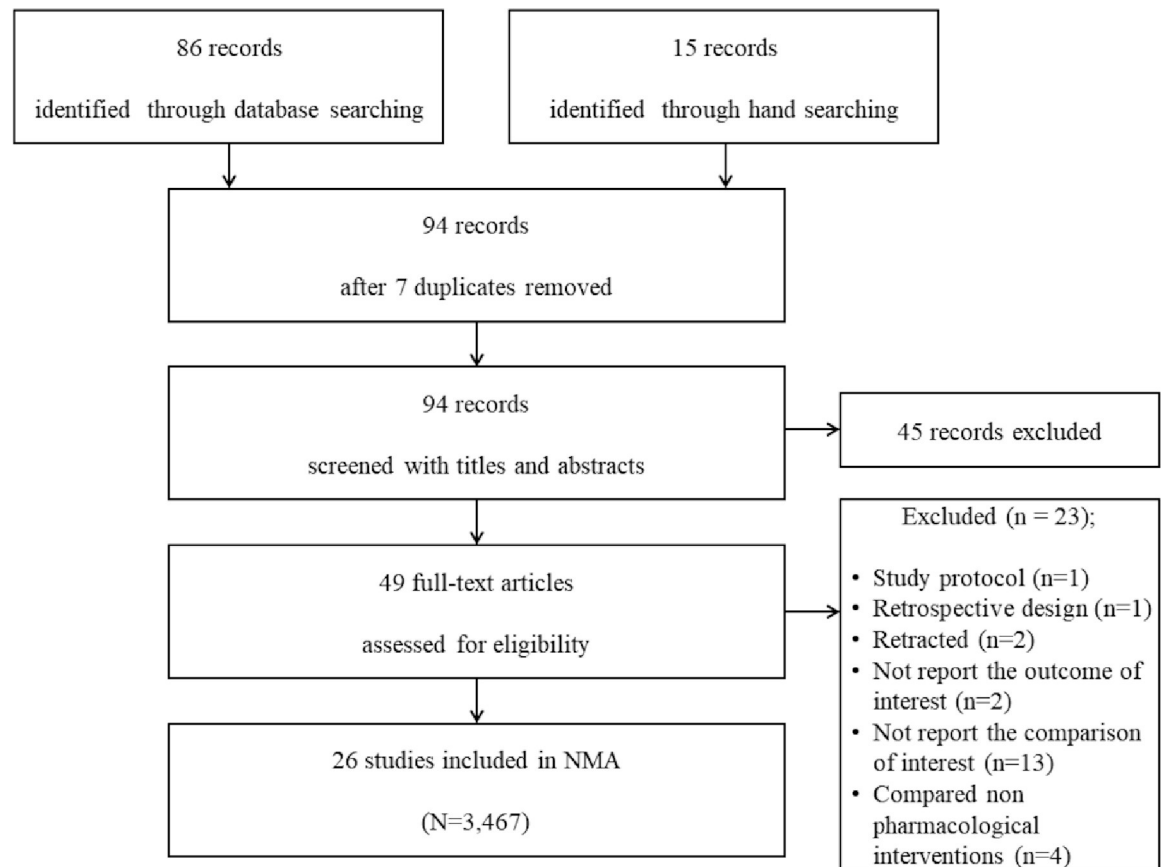 86 records
identified through database searching
15 records
identified through hand searching
94 records
after 7 duplicates removed
94 records
screened with titles and abstracts
45 records excluded
49 full-text articles
assessed for eligibility
Excluded (n = 23);
• Study protocol (n=1)
• Retrospective design (n=1)
• Retracted (n=2)
• Not report the outcome of
interest (n=2)
• Not report the comparison
of interest (n=13)
• Compared non
pharmacological
interventions (n=4)
26 studies included in NMA
(N=3,467)